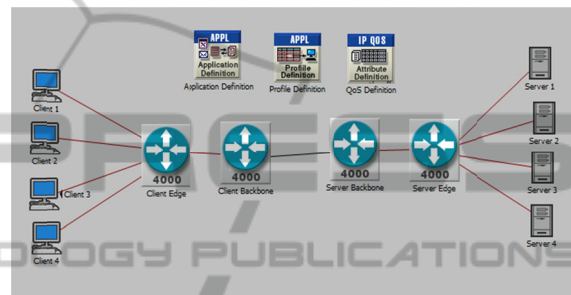 APPL
Application
Definition
Application Definition
APPL
Profile
Definition
Profile Definition
IP QOS
Attribute
Definition
QoS Definition
Client 1
Client 2
Client 3
Client 4
4000
Client Edge
4000
Client Backbone
4000
Server Backbone
4000
Server Edge
Server 1
Server 2
Server 3
Server 4
OLOGY PUBLICATIONS